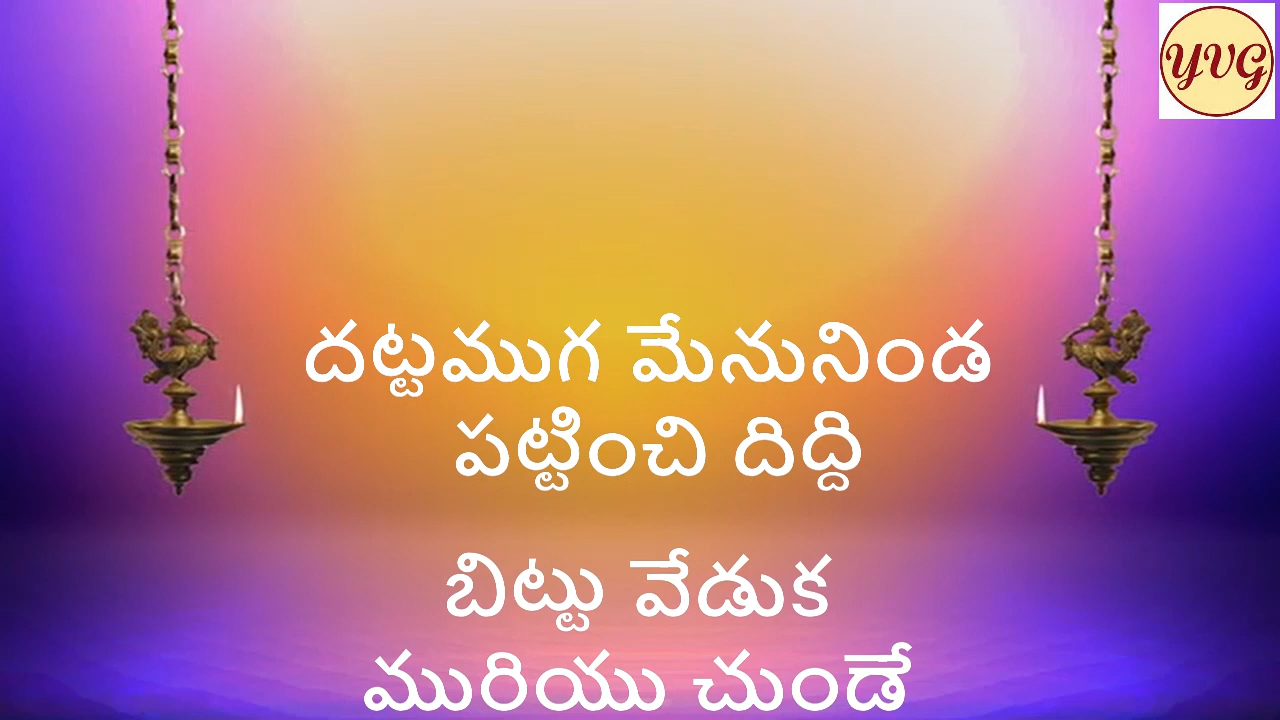 YVG
దట్టముగ మేనునిండ
పట్టించి దిద్ది
బిట్టు వేడుక
మురియు చుండే